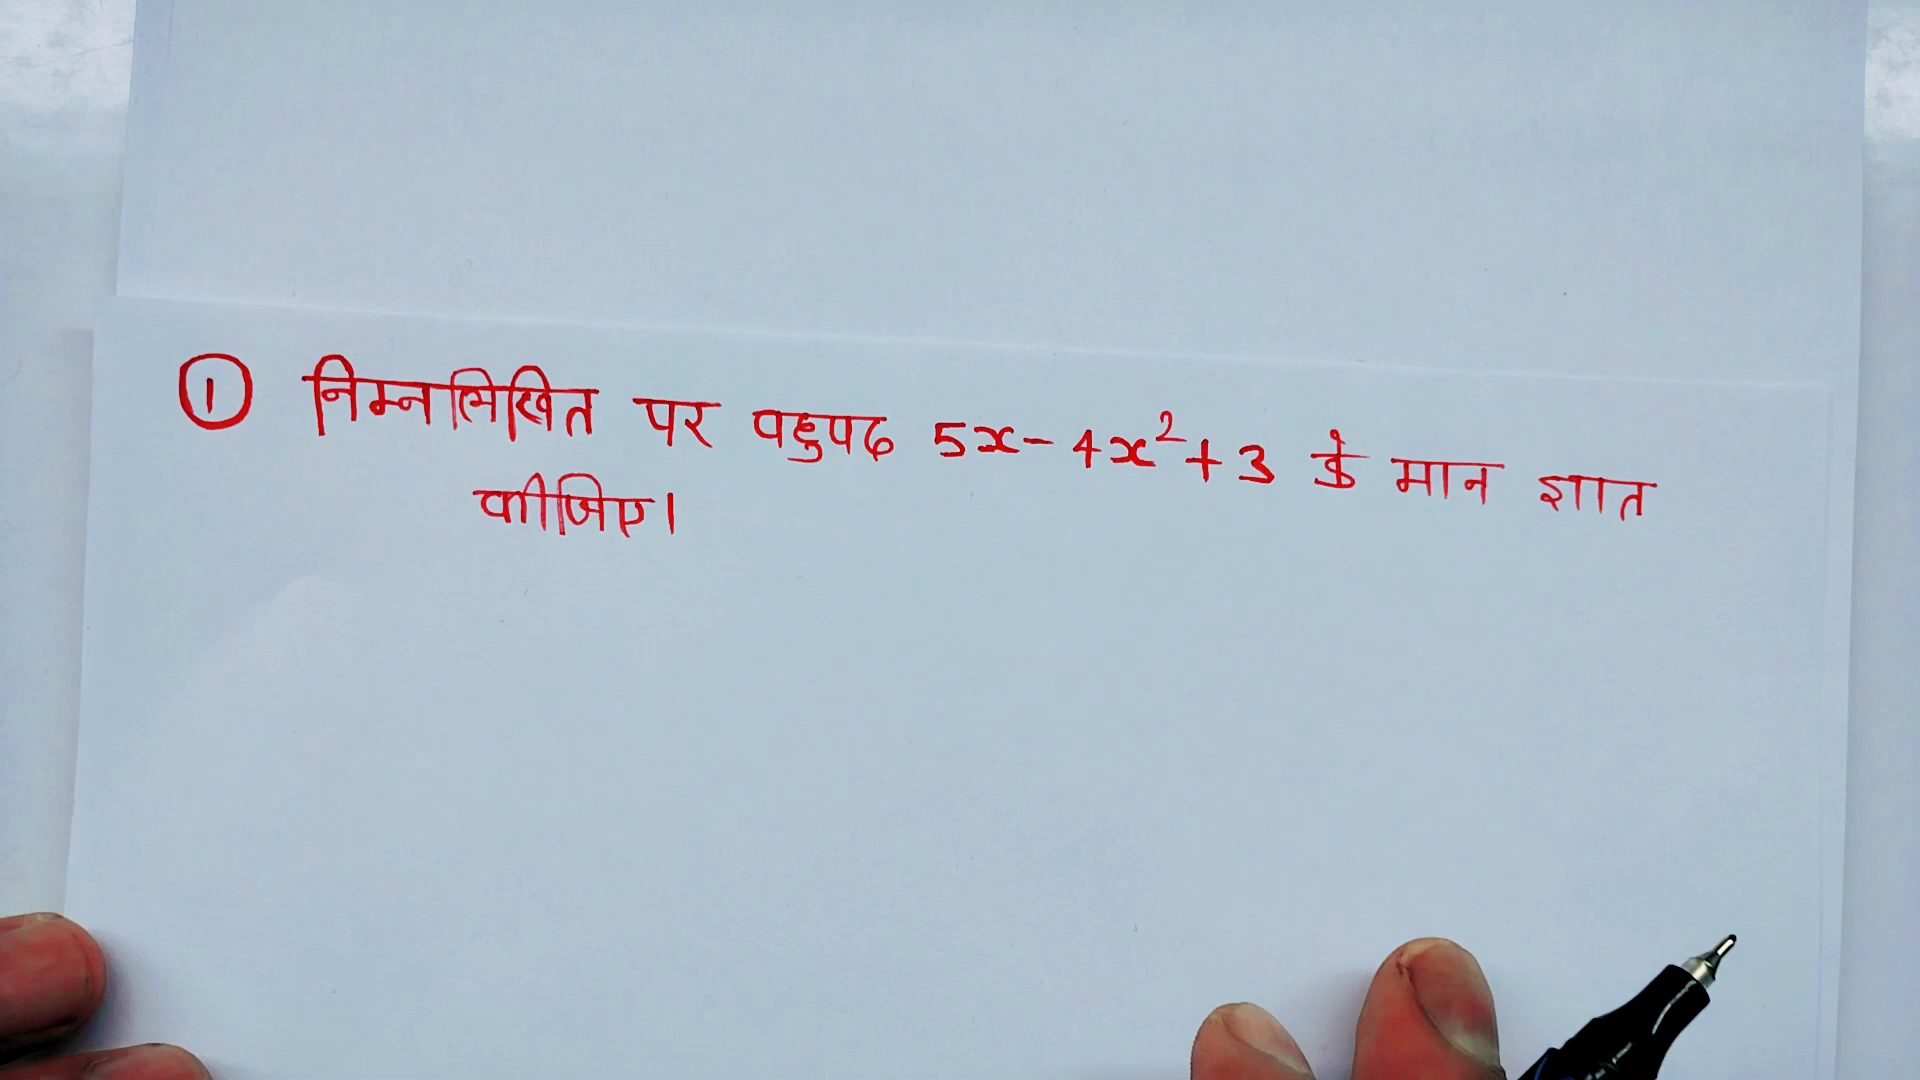 ① निम्नलिखित पर बहुपद 5x - 4x² + 3 के मान ज्ञात
कीजिए।